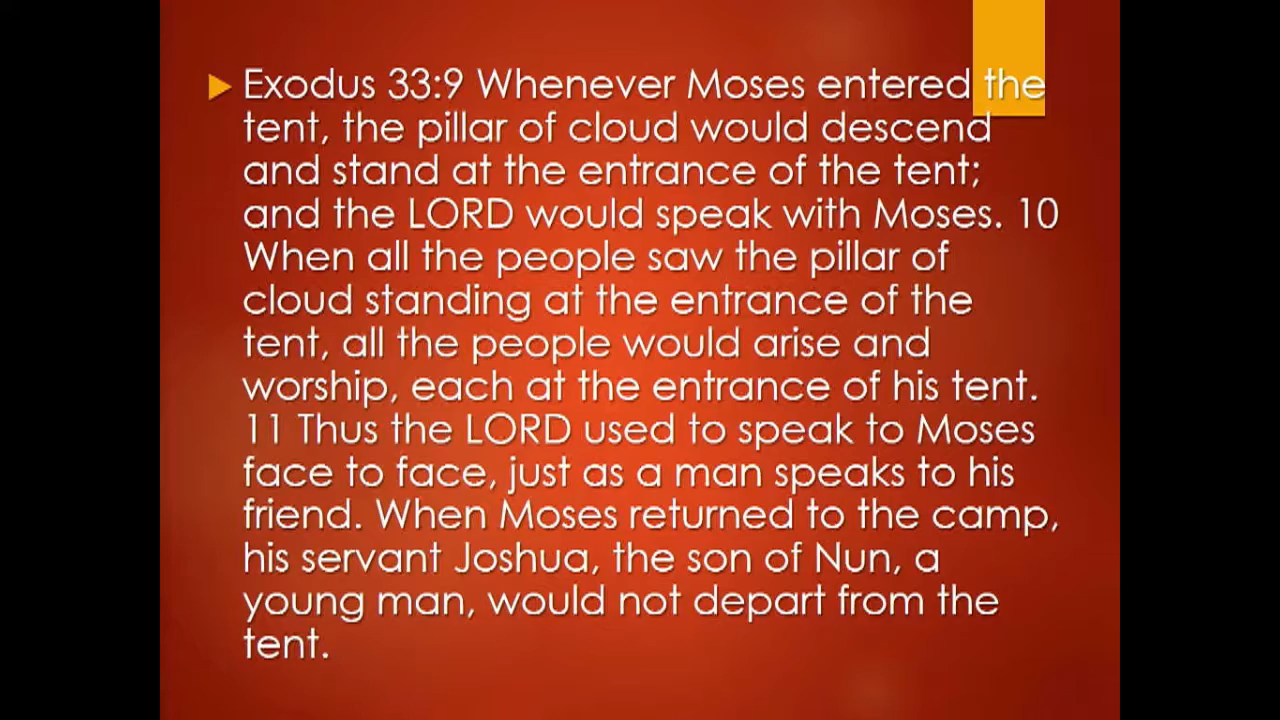 Exodus 33:9 Whenever Moses entered the
tent, the pillar of cloud would descend
and stand at the entrance of the tent;
and the LORD would speak with Moses. 10
When all the people saw the pillar of
cloud standing at the entrance of the
tent, all the people would arise and
worship, each at the entrance of his tent.
11 Thus the LORD used to speak to Moses
face to face, just as a man speaks to his
friend. When Moses returned to the camp,
his servant Joshua, the son of Nun, a
young man, would not depart from the
tent.